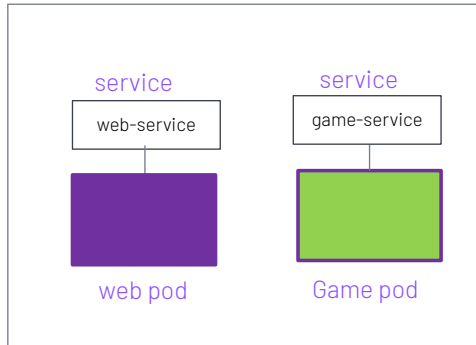 service
service
web-service
game-service
web pod
Game pod